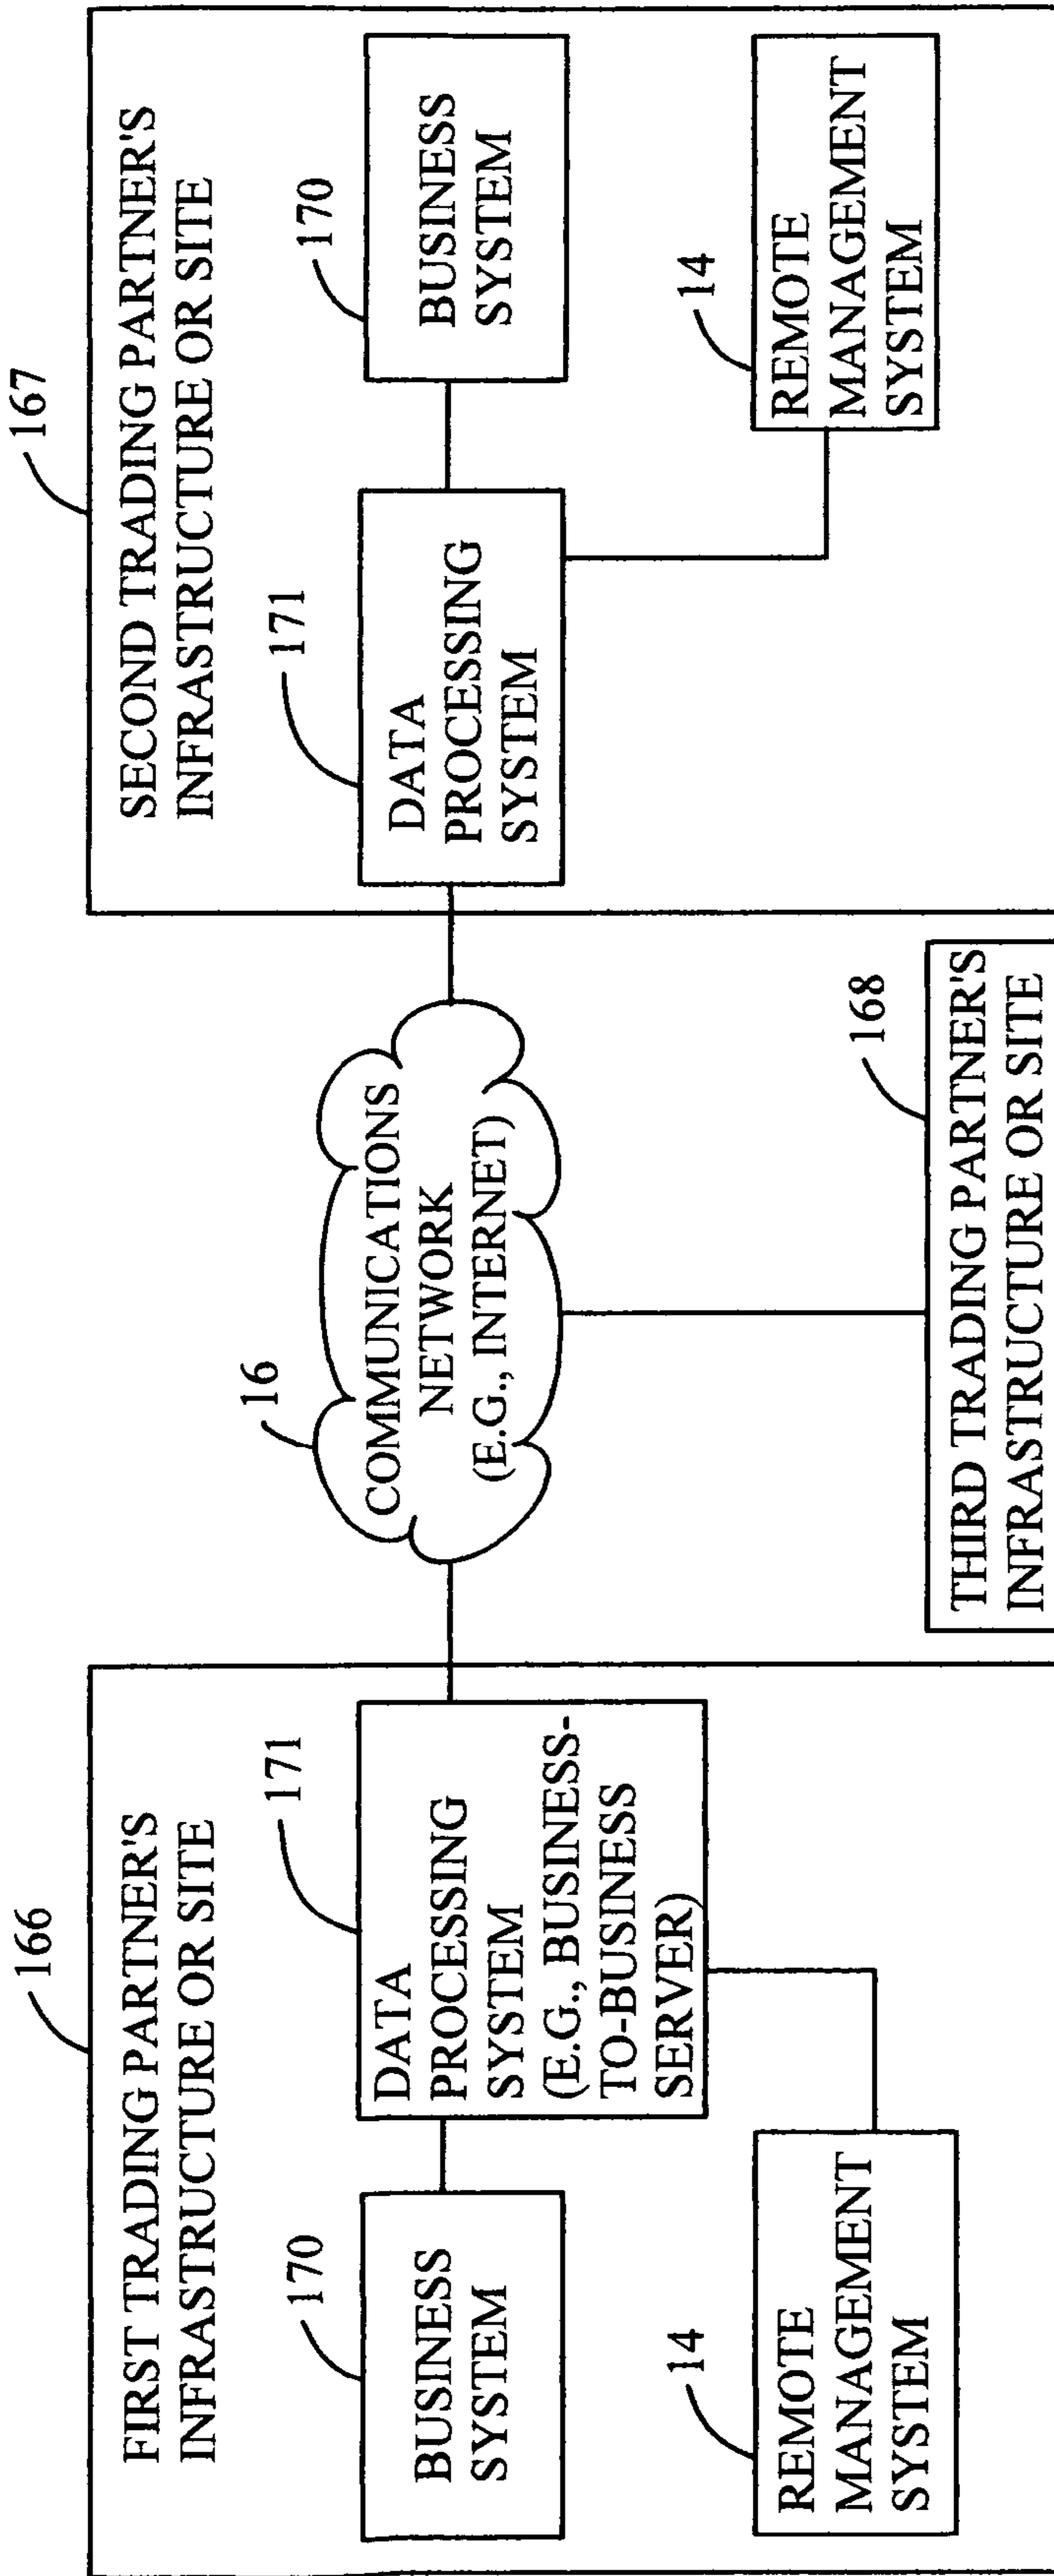 166
FIRST TRADING PARTNER'S
INFRASTRUCTURE OR SITE
170
BUSINESS
SYSTEM
171
DATA
PROCESSING
SYSTEM
(E.G., BUSINESS-
TO-BUSINESS
SERVER)
14
REMOTE
MANAGEMENT
SYSTEM
16
COMMUNICATIONS
NETWORK
(E.G., INTERNET)
168
THIRD TRADING PARTNER'S
INFRASTRUCTURE OR SITE
167
SECOND TRADING PARTNER'S
INFRASTRUCTURE OR SITE
171
DATA
PROCESSING
SYSTEM
170
BUSINESS
SYSTEM
14
REMOTE
MANAGEMENT
SYSTEM